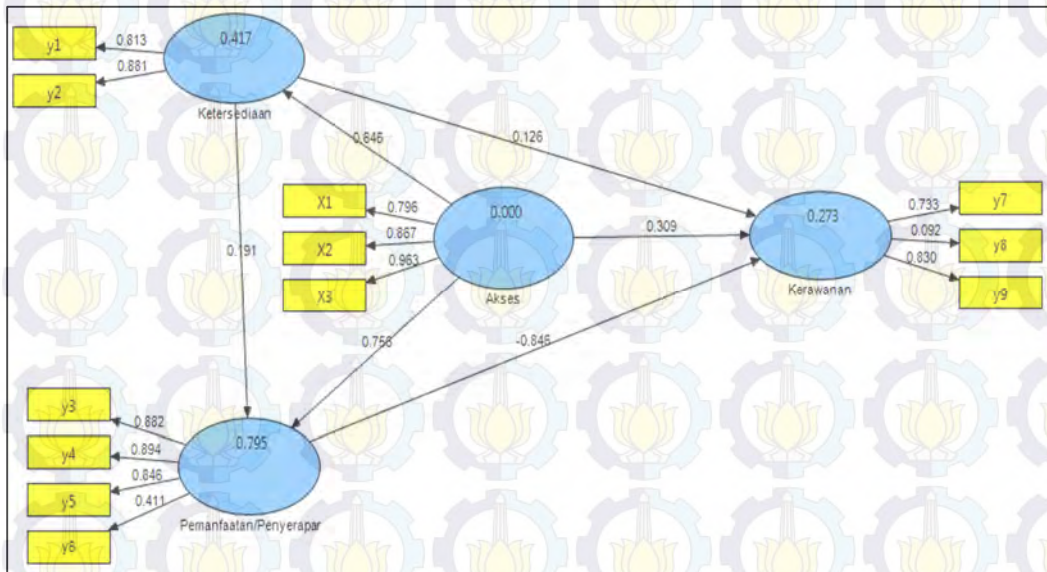 y1
0.813
y2
0.881
0.417
Ketersediaan
0.646
0.126
0.191
X1
0.796
X2
0.867
X3
0.963
0.000
Akses
0.309
0.273
Kerawanan
y7
0.733
y8
0.092
y9
0.830
0.756
-0.846
y3
0.882
y4
0.894
y5
0.846
y6
0.411
0.795
Pemanfaatan/Penyerapar